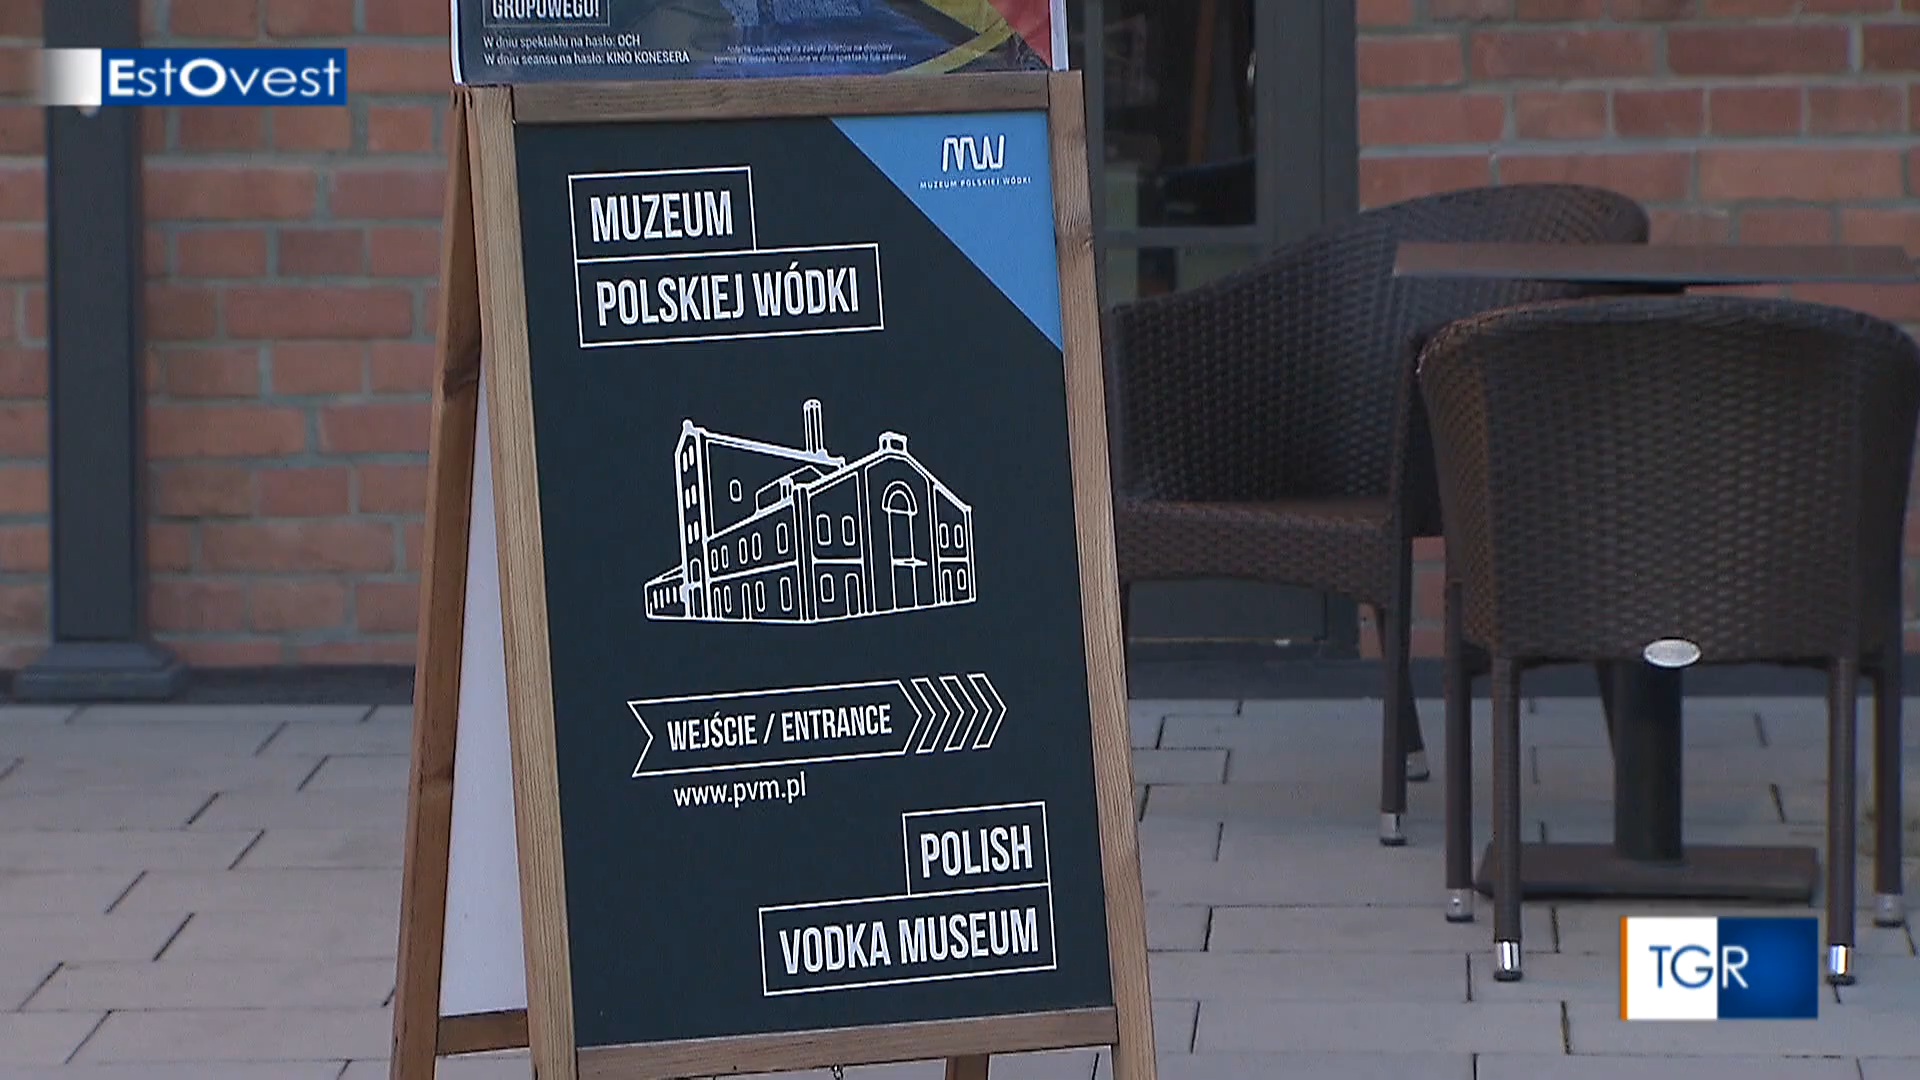 GRUPOWEGO!
W dniu spektaklu na hasło: OCH
W dniu seansu na hasło: KINO KONESERA
EstOvest
MW
MUZEUM POLSKIEJ WÓDKI
MUZEUM
POLSKIEJ WÓDKI
WEJŚCIE / ENTRANCE
www.pvm.pl
POLISH
VODKA MUSEUM
TGR